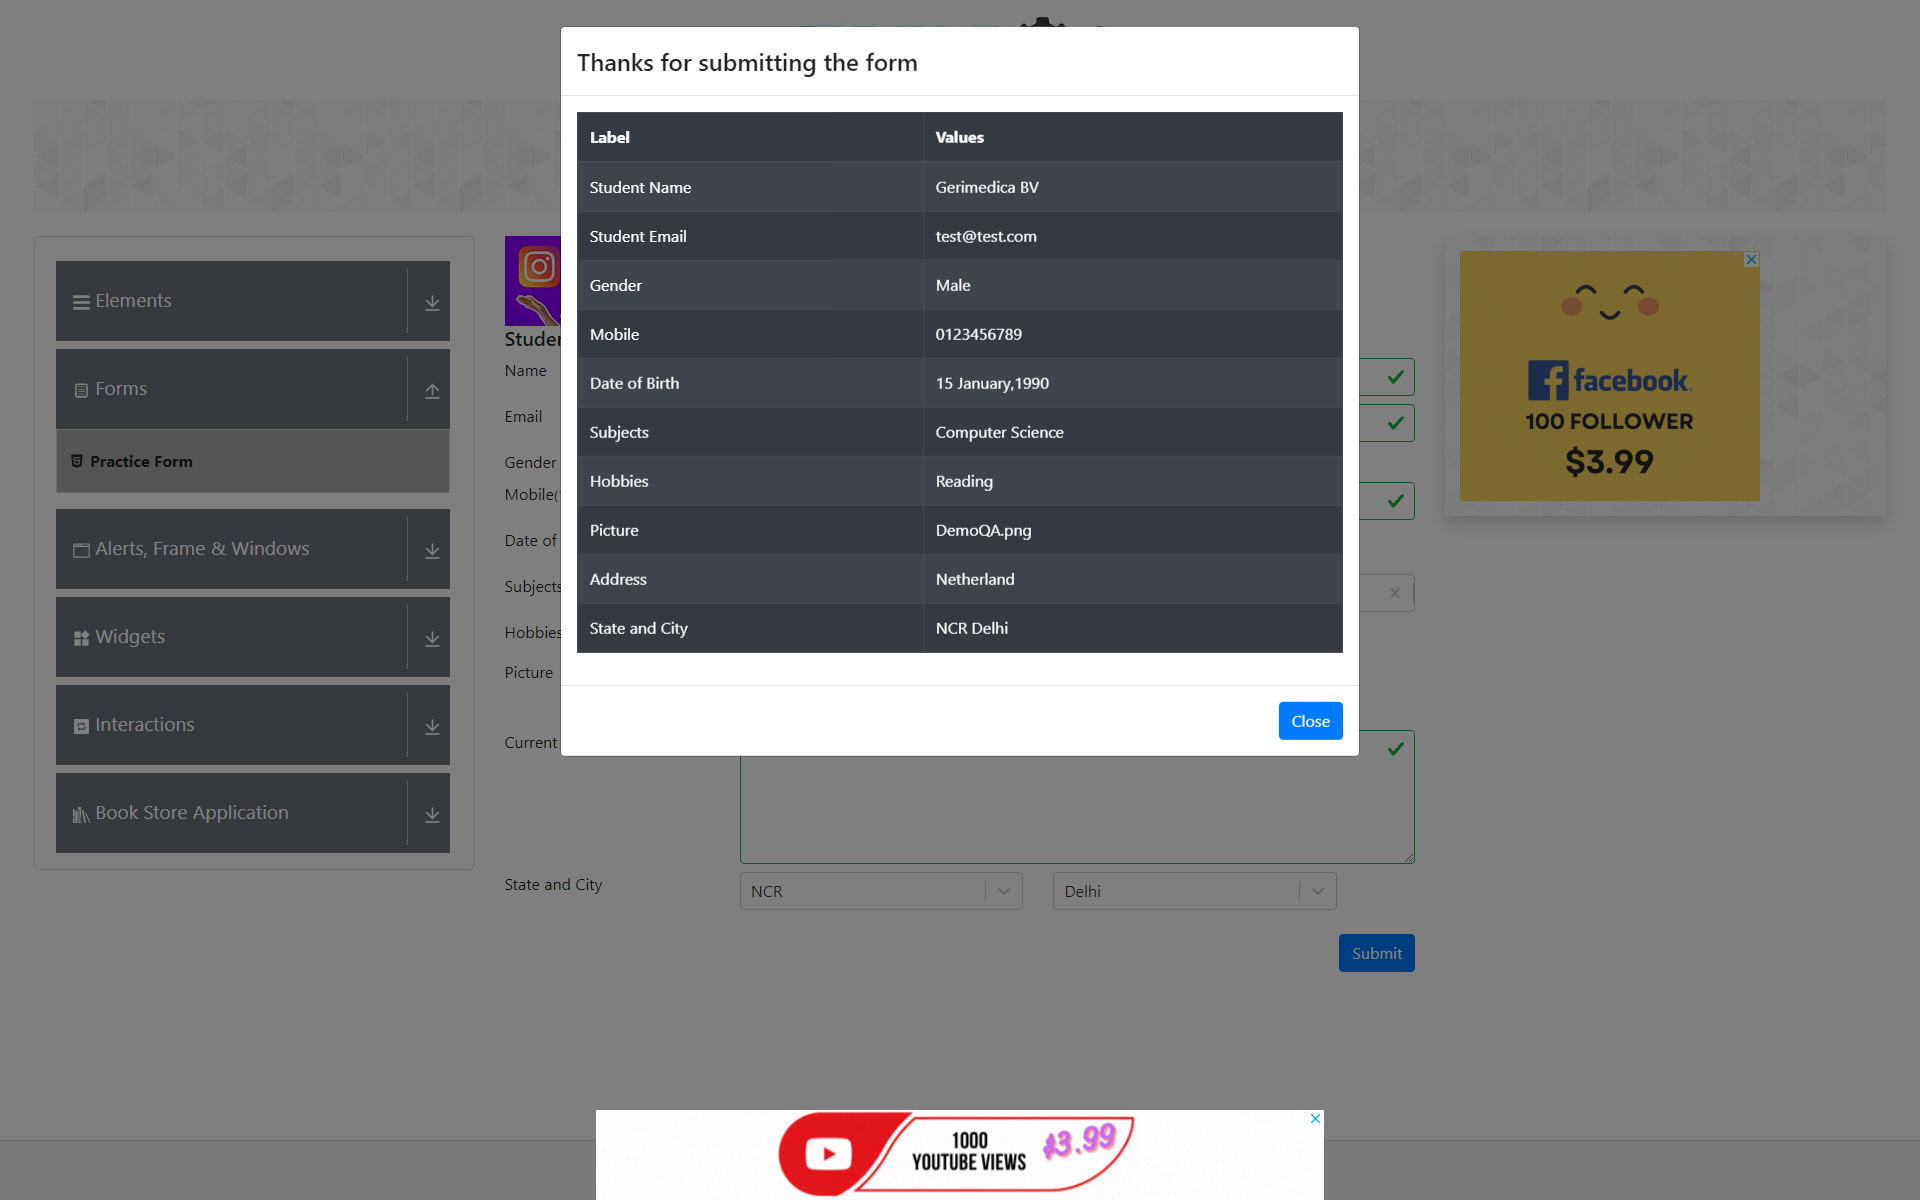 Thanks for submitting the form
Label Values
Student Name Gerimedica BV
Student Email test@test.com
Gender Male
Mobile 0123456789
Date of Birth 15 January,1990
Subjects Computer Science
Hobbies Reading
Picture DemoQA.png
Address Netherland
State and City NCR Delhi
Close
Elements
Forms
Practice Form
Alerts, Frame & Windows
Widgets
Interactions
Book Store Application
Name
Email
Gender
Date of
Subjects
Hobbies
Picture
Current
State and City
NCR
Delhi
Submit
facebook.
100 FOLLOWER
$3.99
1000
YOUTUBE VIEWS
$3.99